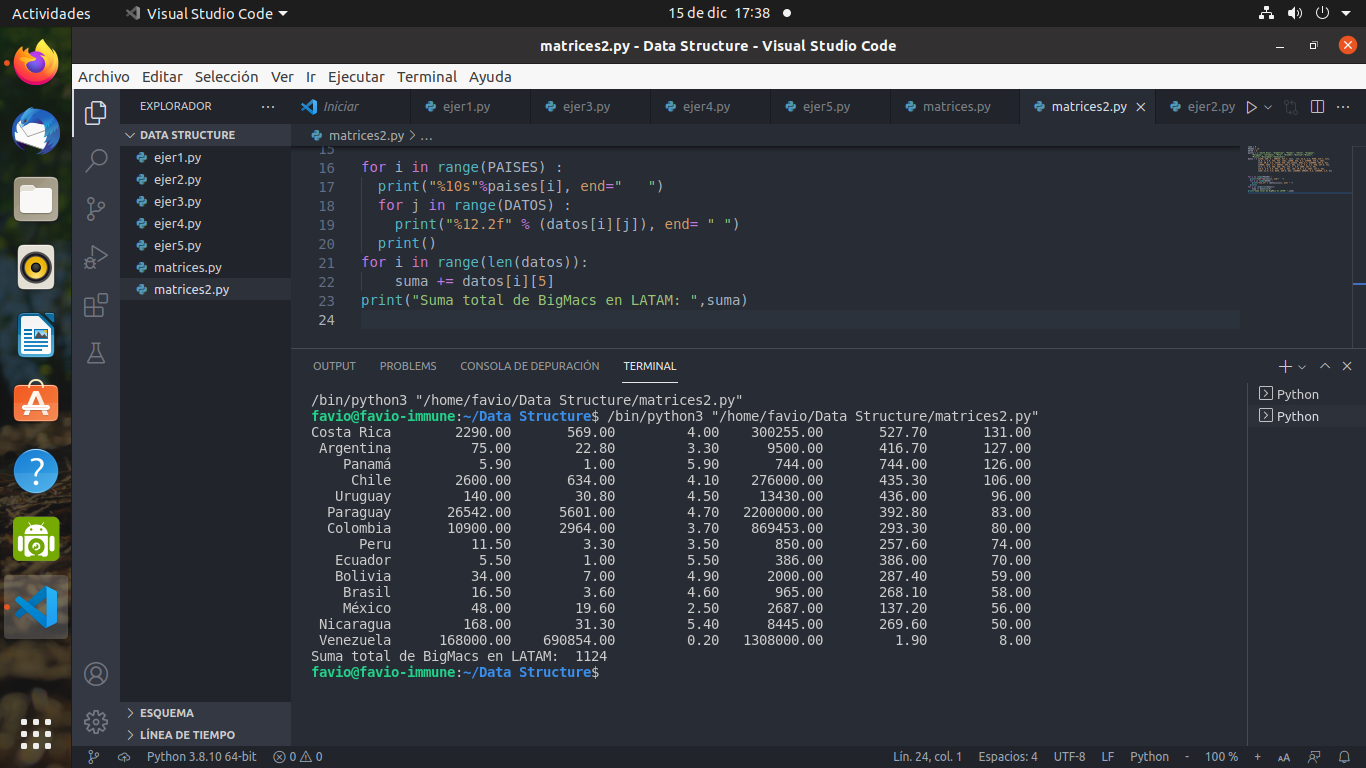 Actividades
Visual Studio Code
15 de dic 17:38
matrices2.py - Data Structure - Visual Studio Code
Archivo Editar Selección Ver Ir Ejecutar Terminal Ayuda
EXPLORADOR
Iniciar
ejer1.py
ejer3.py
ejer4.py
ejer5.py
matrices.py
matrices2.py
ejer2.py
DATA STRUCTURE
ejer1.py
ejer2.py
ejer3.py
ejer4.py
ejer5.py
matrices.py
matrices2.py
matrices2.py > ...
15
16 for i in range(PAISES) :
17 print("%10s"%paises[i], end="   ")
18 for j in range(DATOS) :
19 print("%12.2f" % (datos[i][j]), end= " ")
20 print()
21 for i in range(len(datos)):
22 suma += datos[i][5]
23 print("Suma total de BigMacs en LATAM: ",suma)
24
OUTPUT PROBLEMS CONSOLA DE DEPURACIÓN TERMINAL
Python
Python
/bin/python3 "/home/favio/Data Structure/matrices2.py"
favio@favio-immune:~/Data Structure$ /bin/python3 "/home/favio/Data Structure/matrices2.py"
Costa Rica 2290.00 569.00 4.00 300255.00 527.70 131.00
Argentina 75.00 22.80 3.30 9500.00 416.70 127.00
Panamá 5.90 1.00 5.90 744.00 744.00 126.00
Chile 2600.00 634.00 4.10 276000.00 435.30 106.00
Uruguay 140.00 30.80 4.50 13430.00 436.00 96.00
Paraguay 26542.00 5601.00 4.70 2200000.00 392.80 83.00
Colombia 10900.00 2964.00 3.70 869453.00 293.30 80.00
Peru 11.50 3.30 3.50 850.00 257.60 74.00
Ecuador 5.50 1.00 5.50 386.00 386.00 70.00
Bolivia 34.00 7.00 4.90 2000.00 287.40 59.00
Brasil 16.50 3.60 4.60 965.00 268.10 58.00
México 48.00 19.60 2.50 2687.00 137.20 56.00
Nicaragua 168.00 31.30 5.40 8445.00 269.60 50.00
Venezuela 168000.00 690854.00 0.20 1308000.00 1.90 8.00
Suma total de BigMacs en LATAM:  1124
favio@favio-immune:~/Data Structure$
ESQUEMA
LÍNEA DE TIEMPO
Python 3.8.10 64-bit 0 0
Lín. 24, col. 1 Espacios: 4 UTF-8 LF Python - 100 % + AA